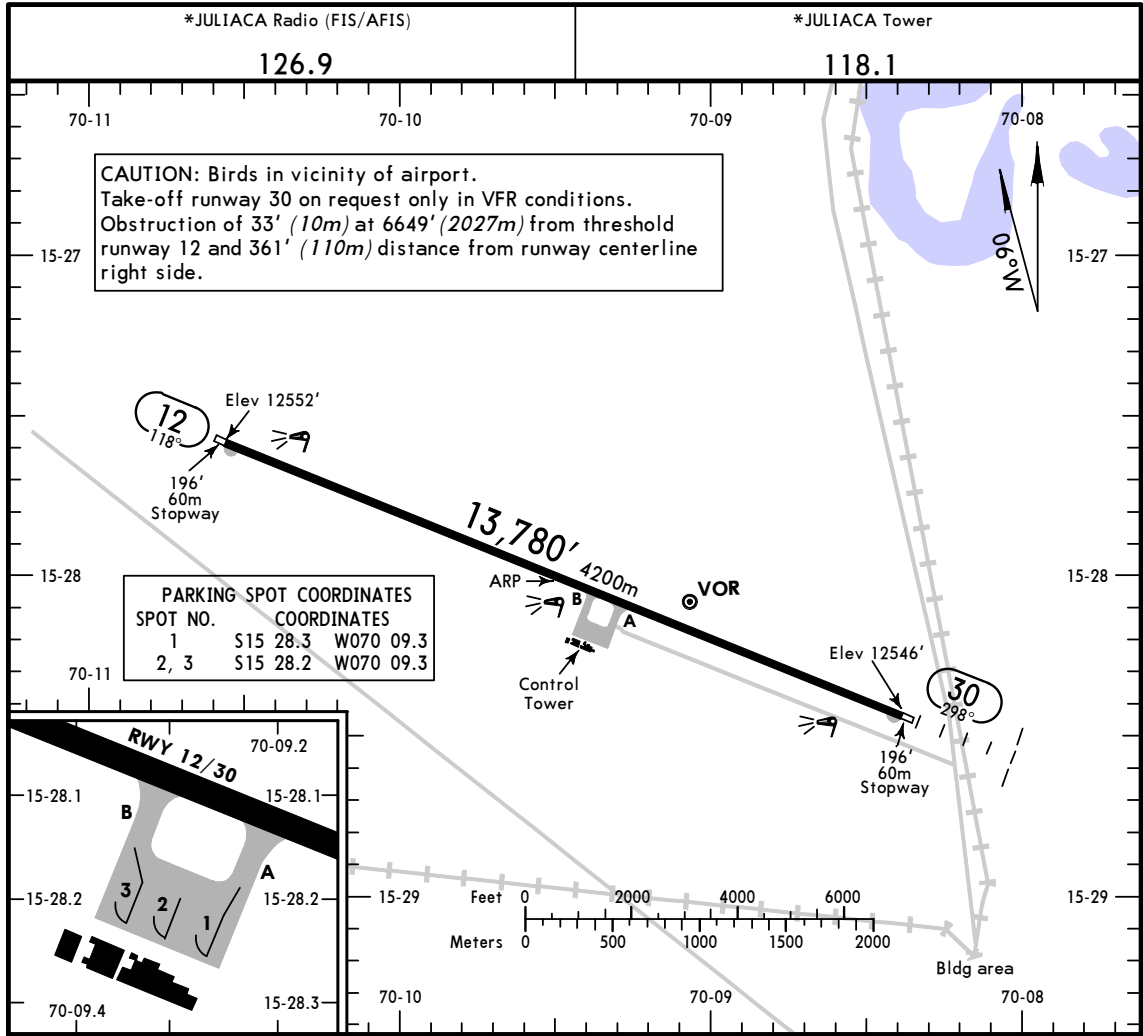 *JULIACA Radio (FIS/AFIS)
126.9
*JULIACA Tower
118.1
70-11
70-10
70-09
70-08
CAUTION: Birds in vicinity of airport.
Take-off runway 30 on request only in VFR conditions.
Obstruction of 33' (10m) at 6649' (2027m) from threshold
runway 12 and 361' (110m) distance from runway centerline
right side.
06°W
15-27
15-27
12
118°
Elev 12552'
196'
60m
Stopway
13,780' 4200m
ARP
B
A
VOR
15-28
15-28
PARKING SPOT COORDINATES
SPOT NO. COORDINATES
1 S15 28.3 W070 09.3
2, 3 S15 28.2 W070 09.3
Control
Tower
Elev 12546'
30
298°
196'
60m
Stopway
70-11
RWY 12/30
70-09.2
15-28.1
15-28.1
B
A
3
2
1
15-28.2
15-28.2
70-09.4
15-28.3
15-29
15-29
Feet 0 2000 4000 6000
Meters 0 500 1000 1500 2000
Bldg area
70-10
70-09
70-08